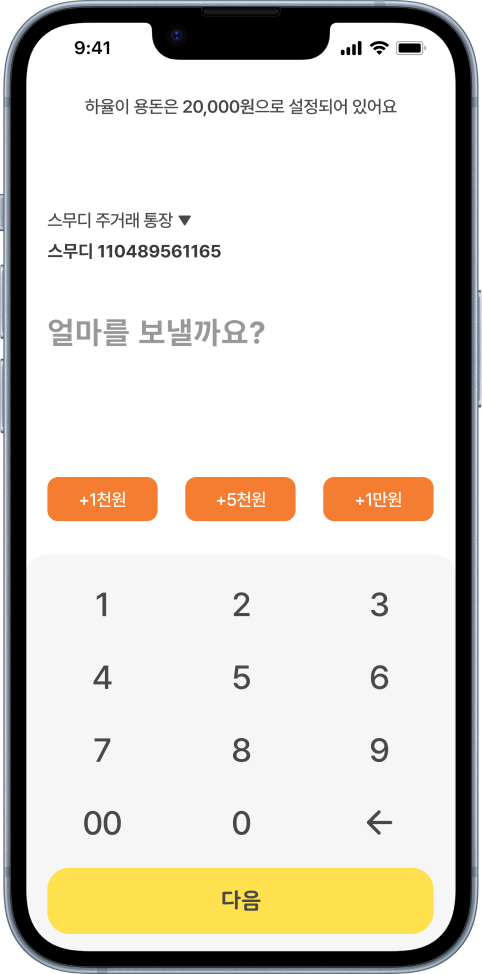 9:41
하율이 용돈은 20,000원으로 설정되어 있어요
스무디 주거래 통장 ▼
스무디 110489561165
얼마를 보낼까요?
+1천원 +5천원 +1만원
1 2 3
4 5 6
7 8 9
00 0 ←
다음